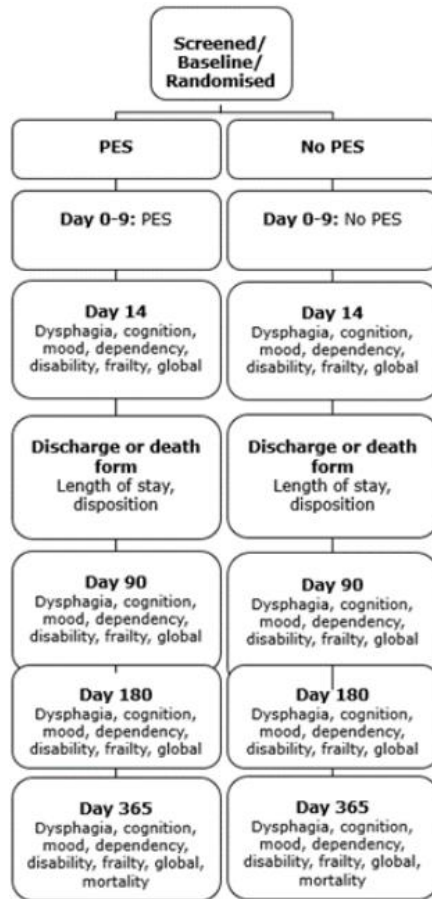 Screened/
Baseline/
Randomised
PES
No PES
Day 0-9: PES
Day 0-9: No PES
Day 14
Dysphagia, cognition,
mood, dependency,
disability, frailty, global
Day 14
Dysphagia, cognition,
mood, dependency,
disability, frailty, global
Discharge or death
form
Length of stay,
disposition
Discharge or death
form
Length of stay,
disposition
Day 90
Dysphagia, cognition,
mood, dependency,
disability, frailty, global
Day 90
Dysphagia, cognition,
mood, dependency,
disability, frailty, global
Day 180
Dysphagia, cognition,
mood, dependency,
disability, frailty, global
Day 180
Dysphagia, cognition,
mood, dependency,
disability, frailty, global
Day 365
Dysphagia, cognition,
mood, dependency,
disability, frailty, global,
mortality
Day 365
Dysphagia, cognition,
mood, dependency,
disability, frailty, global,
mortality